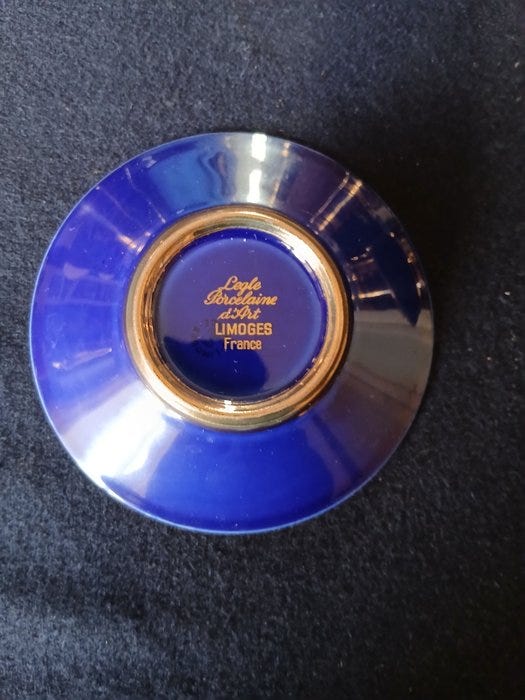 Legle
Porcelaine
d'Art
LIMOGES
France